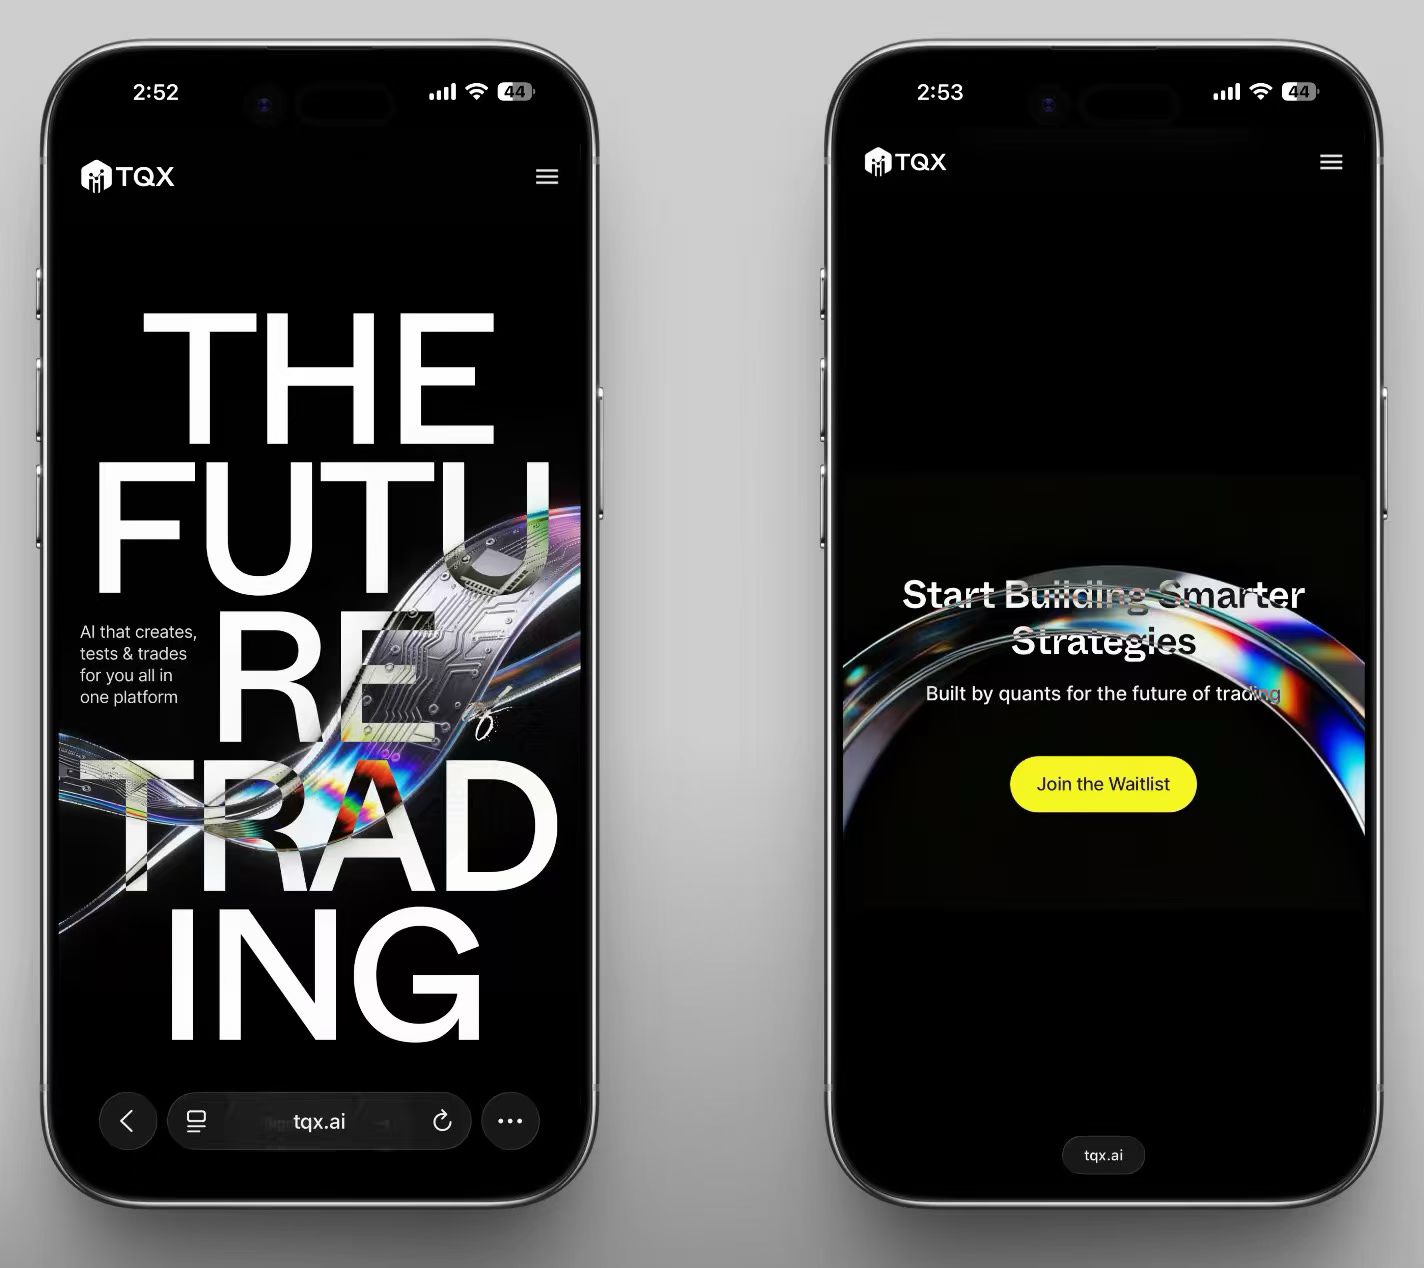 2:52
44
TQX
THE
FUTU
RE
AI that creates,
tests & trades
for you all in
one platform
TRAD
ING
tqx.ai
2:53
44
TQX
Start Building Smarter
Strategies
Built by quants for the future of trading
Join the Waitlist
tqx.ai